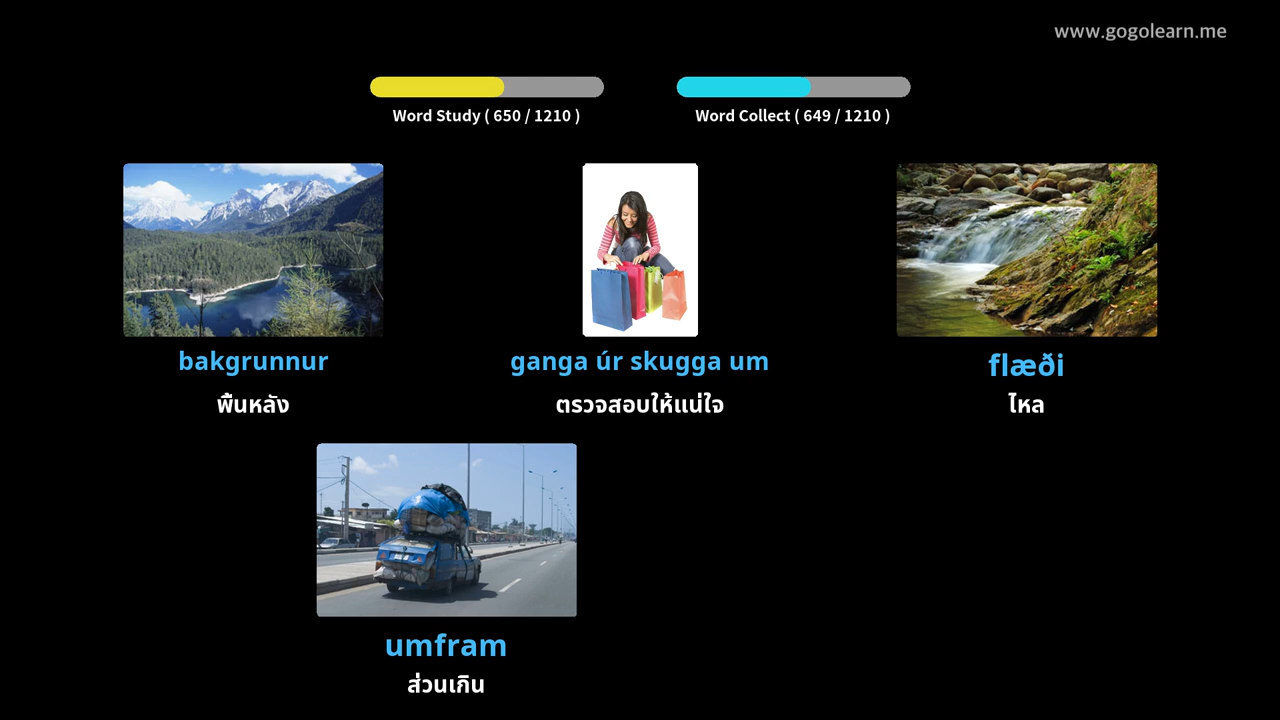 www.gogolearn.me
Word Study ( 650 / 1210 )
Word Collect ( 649 / 1210 )
bakgrunnur
พื้นหลัง
ganga úr skugga um
ตรวจสอบให้แน่ใจ
flæði
ไหล
umfram
ส่วนเกิน